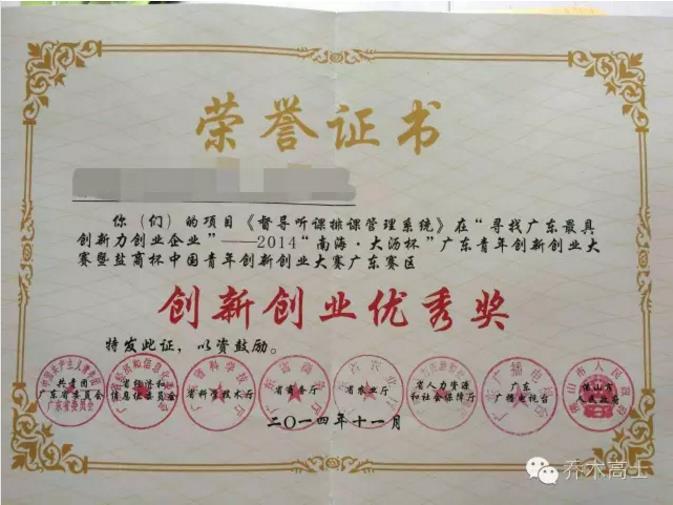 荣誉证书
你（们）的项目《督导听课排课管理系统》在“寻找广东最具
创新力创业企业”——2014“南海·大沥杯”广东青年创新创业大
赛暨盐商杯中国青年创新创业大赛广东赛区
创新创业优秀奖
特发此证，以资鼓励。
共青团 省经济和 省科学技术厅 省商务厅 省农业厅 省人力资源 广东 佛山市
广东省委员会 信息化委员会 和社会保障厅 广播电视台 人民政府
二〇一四年十一月
乔木高士